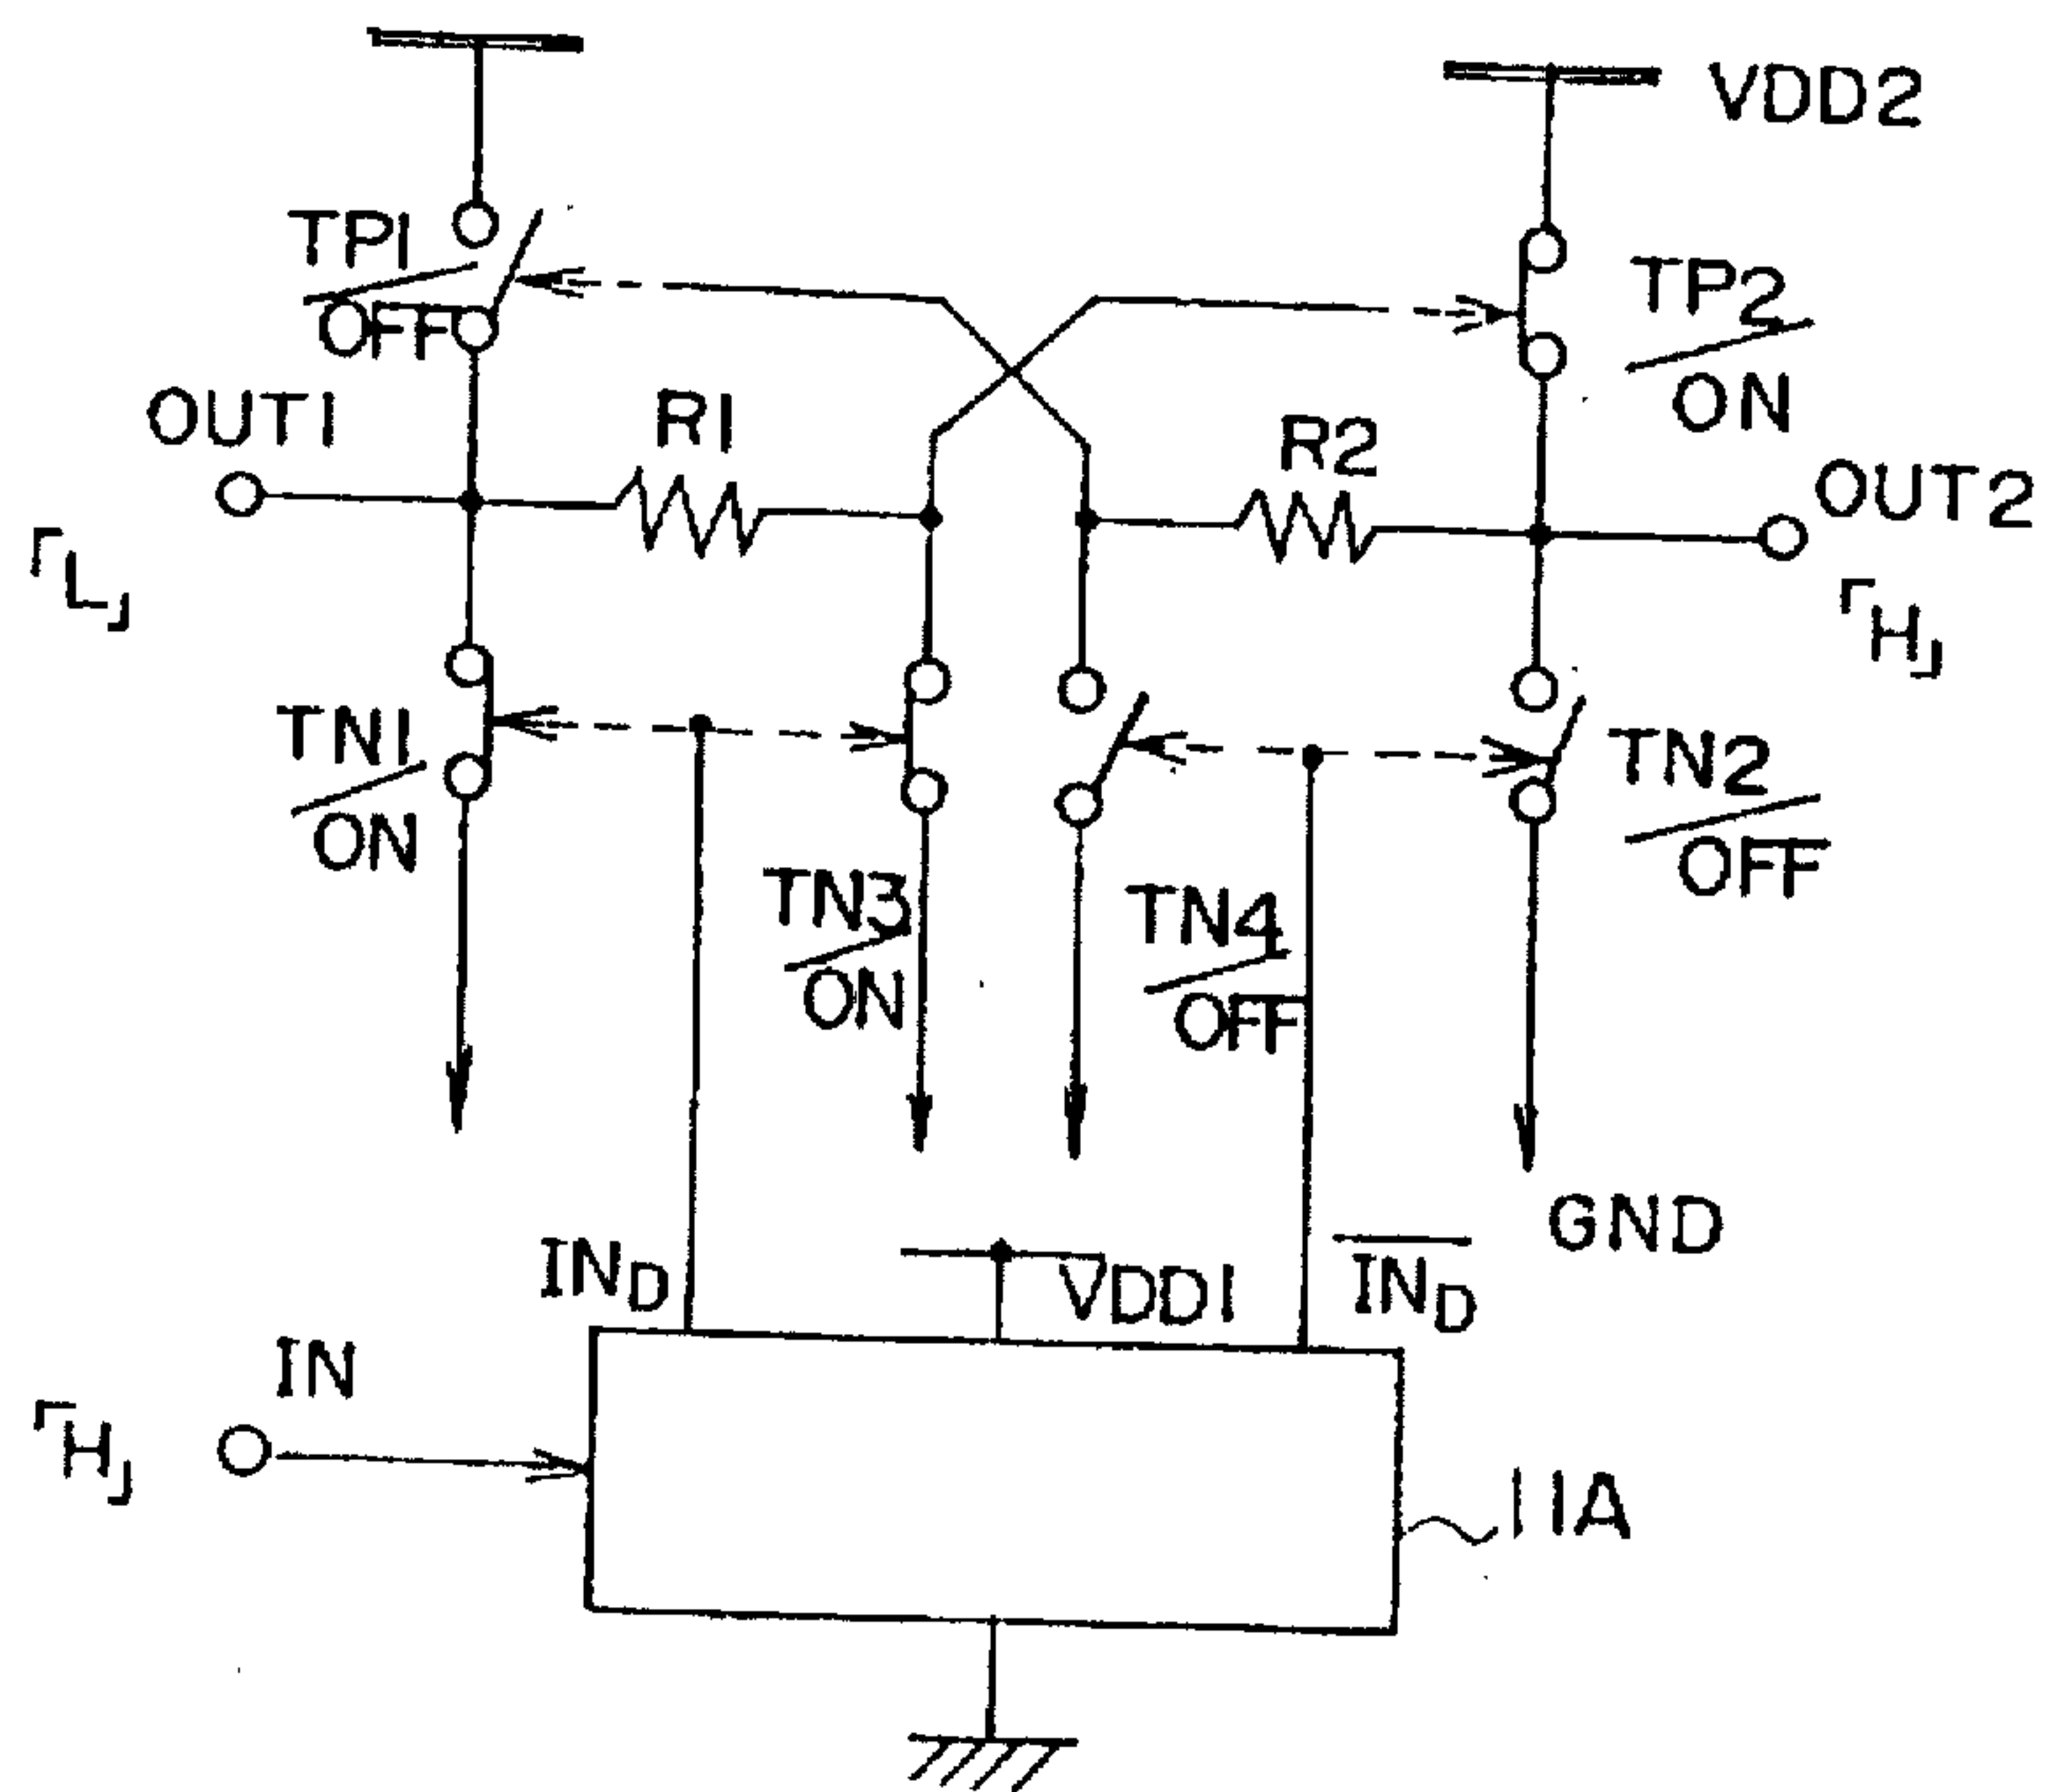 VDD2
TP1
OFF
TP2
ON
OUT1
R1
R2
OUT2
「L」
「H」
TN1
ON
TN2
OFF
TN3
ON
TN4
OFF
GND
IND
VDD1
IND
IN
「H」
11A